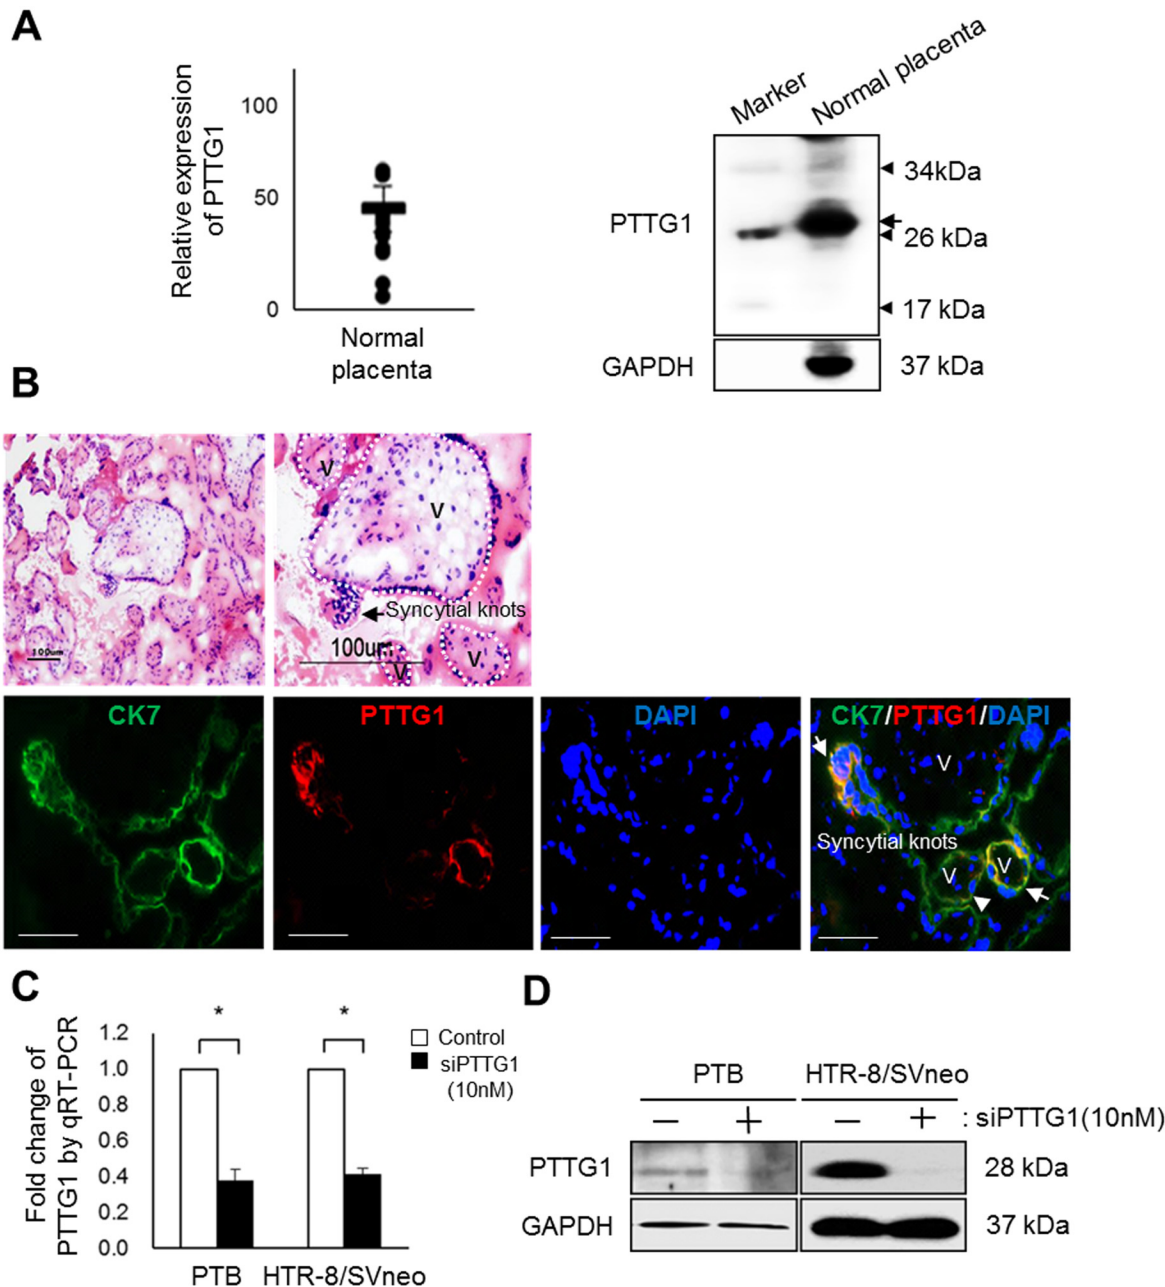 A
Relative expression
of PTTG1
100
50
0
Normal
placenta
Marker
Normal placenta
PTTG1
34kDa
26 kDa
17 kDa
GAPDH
37 kDa
B
100um
V
V
Syncytial knots
100um
V
V
CK7
PTTG1
DAPI
CK7/PTTG1/DAPI
V
Syncytial knots
V
V
C
Fold change of
PTTG1 by qRT-PCR
1.2
1.0
0.8
0.6
0.4
0.2
0.0
*
*
Control
siPTTG1
(10nM)
PTB
HTR-8/SVneo
D
PTB
HTR-8/SVneo
— + — + : siPTTG1(10nM)
PTTG1
28 kDa
GAPDH
37 kDa